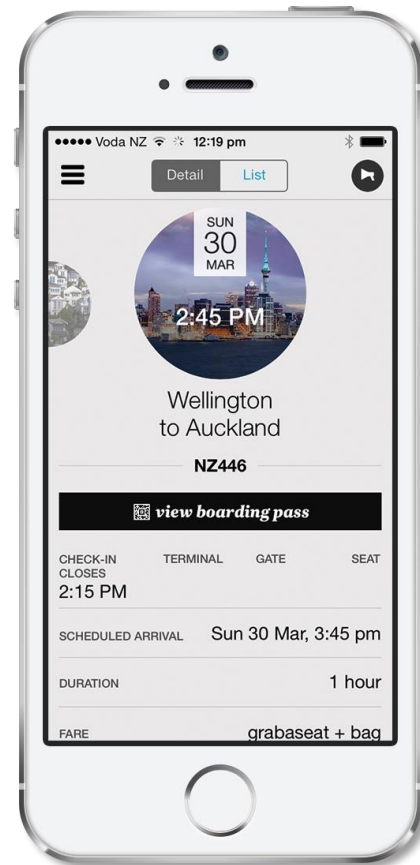 Voda NZ 12:19 pm
Detail List
SUN
30
MAR
2:45 PM
Wellington
to Auckland
NZ446
view boarding pass
CHECK-IN CLOSES TERMINAL GATE SEAT
2:15 PM
SCHEDULED ARRIVAL Sun 30 Mar, 3:45 pm
DURATION 1 hour
FARE grabaseat + bag